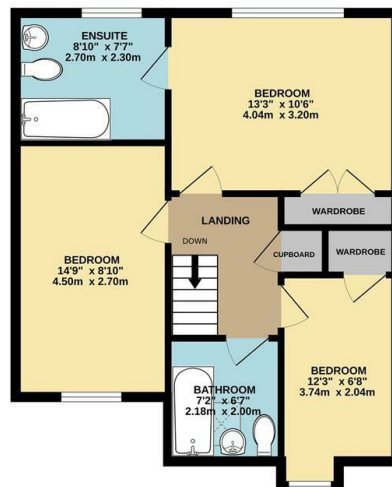 ENSUITE
8'10" x 7'7"
2.70m x 2.30m
BEDROOM
13'3" x 10'6"
4.04m x 3.20m
WARDROBE
LANDING
DOWN
CUPBOARD
WARDROBE
BEDROOM
14'9" x 8'10"
4.50m x 2.70m
BEDROOM
12'3" x 6'8"
3.74m x 2.04m
BATHROOM
7'2" x 6'7"
2.18m x 2.00m